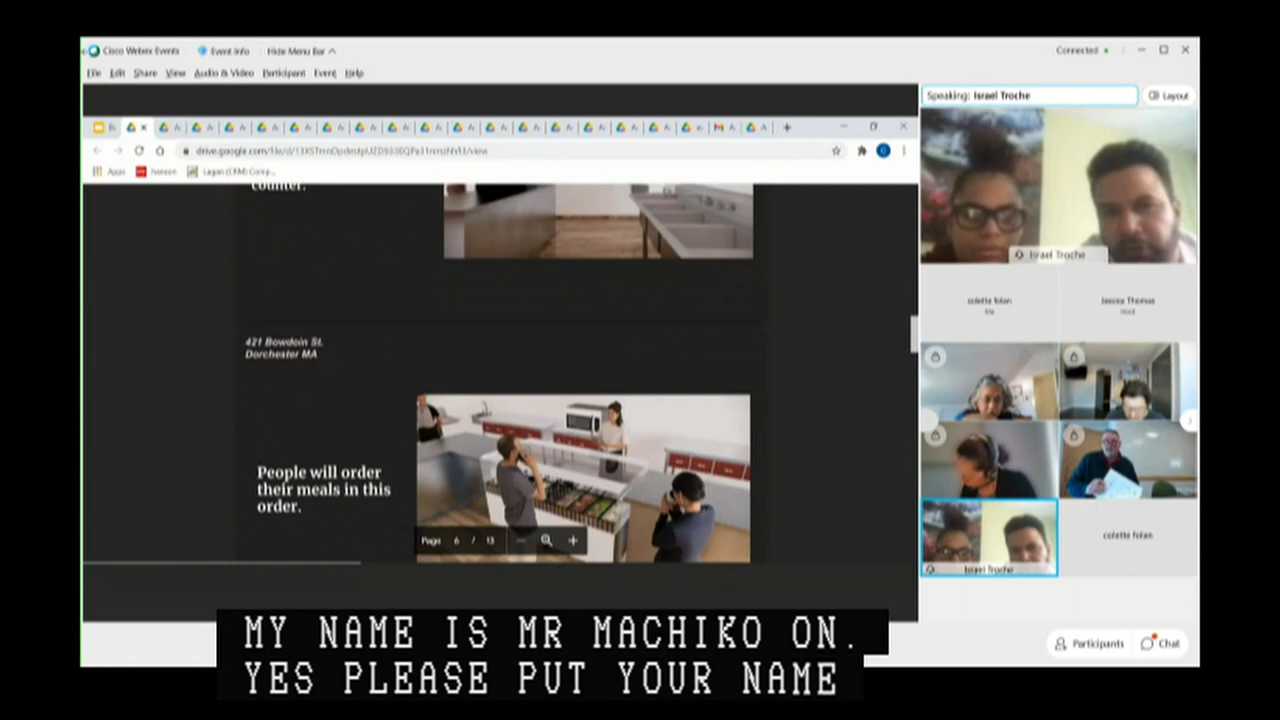 Cisco Webex Events
Event Info
Hide Menu Bar
Connected
File Edit Share View Audio & Video Participant Event Help
Speaking: Israel Troche
Layout
Apps
counter.
Israel Troche
colette folan
Me
Jessica Thomas
Host
421 Bowdoin St.
Dorchester MA
People will order
their meals in this
order.
Page 6 / 13
Israel Troche
colette folan
Participants
Chat
MY NAME IS MR MACHIKO ON.
YES PLEASE PUT YOUR NAME